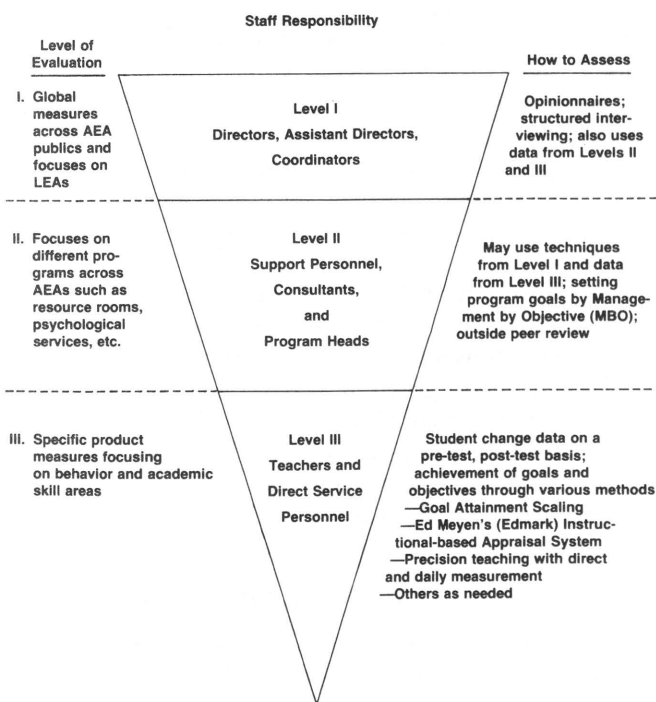 Staff Responsibility
Level of
Evaluation
How to Assess
I. Global
measures
across AEA
publics and
focuses on
LEAs
Level I
Directors, Assistant Directors,
Coordinators
Opinionnaires;
structured inter-
viewing; also uses
data from Levels II
and III
II. Focuses on
different pro-
grams across
AEAs such as
resource rooms,
psychological
services, etc.
Level II
Support Personnel,
Consultants,
and
Program Heads
May use techniques
from Level I and data
from Level III; setting
program goals by Manage-
ment by Objective (MBO);
outside peer review
III. Specific product
measures focusing
on behavior and academic
skill areas
Level III
Teachers and
Direct Service
Personnel
Student change data on a
pre-test, post-test basis;
achievement of goals and
objectives through various methods
—Goal Attainment Scaling
—Ed Meyen's (Edmark) Instruc-
tional-based Appraisal System
—Precision teaching with direct
and daily measurement
—Others as needed